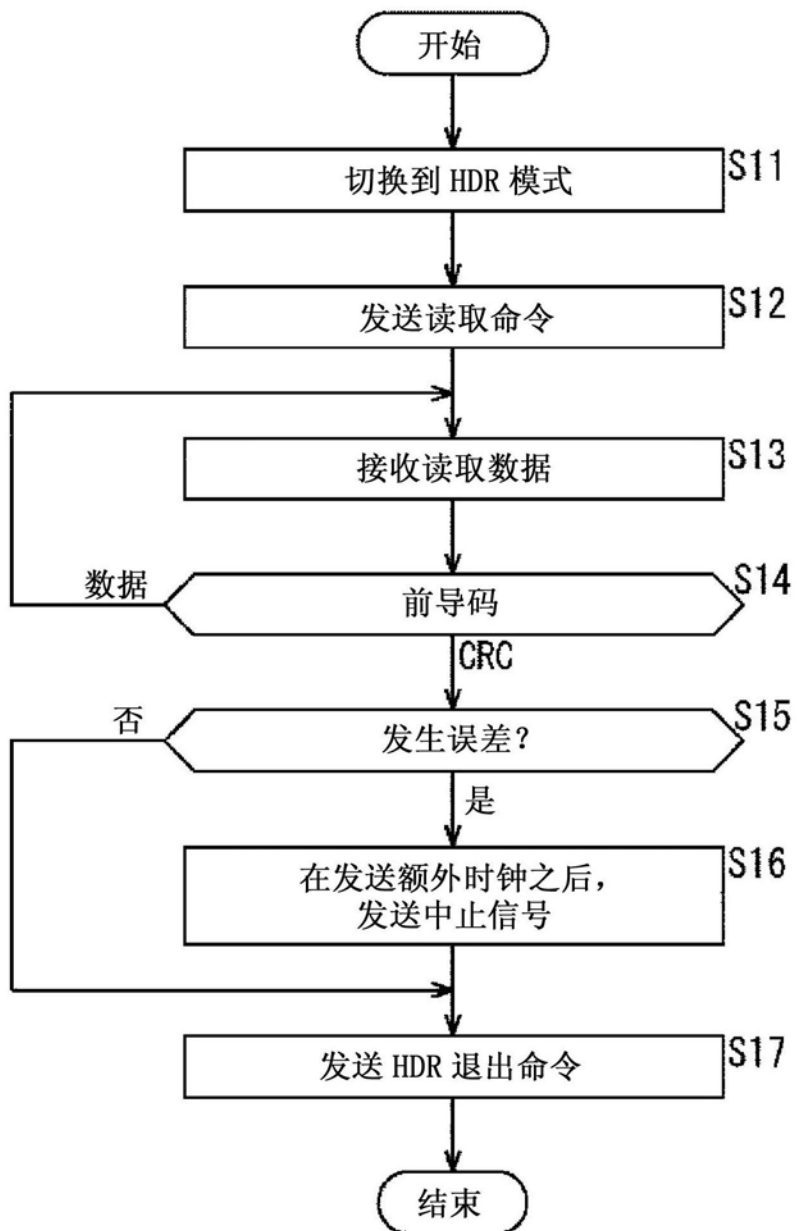 开始
切换到 HDR 模式
S11
发送读取命令
S12
接收读取数据
S13
数据
前导码
S14
CRC
否
发生误差？
S15
是
在发送额外时钟之后，
发送中止信号
S16
发送 HDR 退出命令
S17
结束